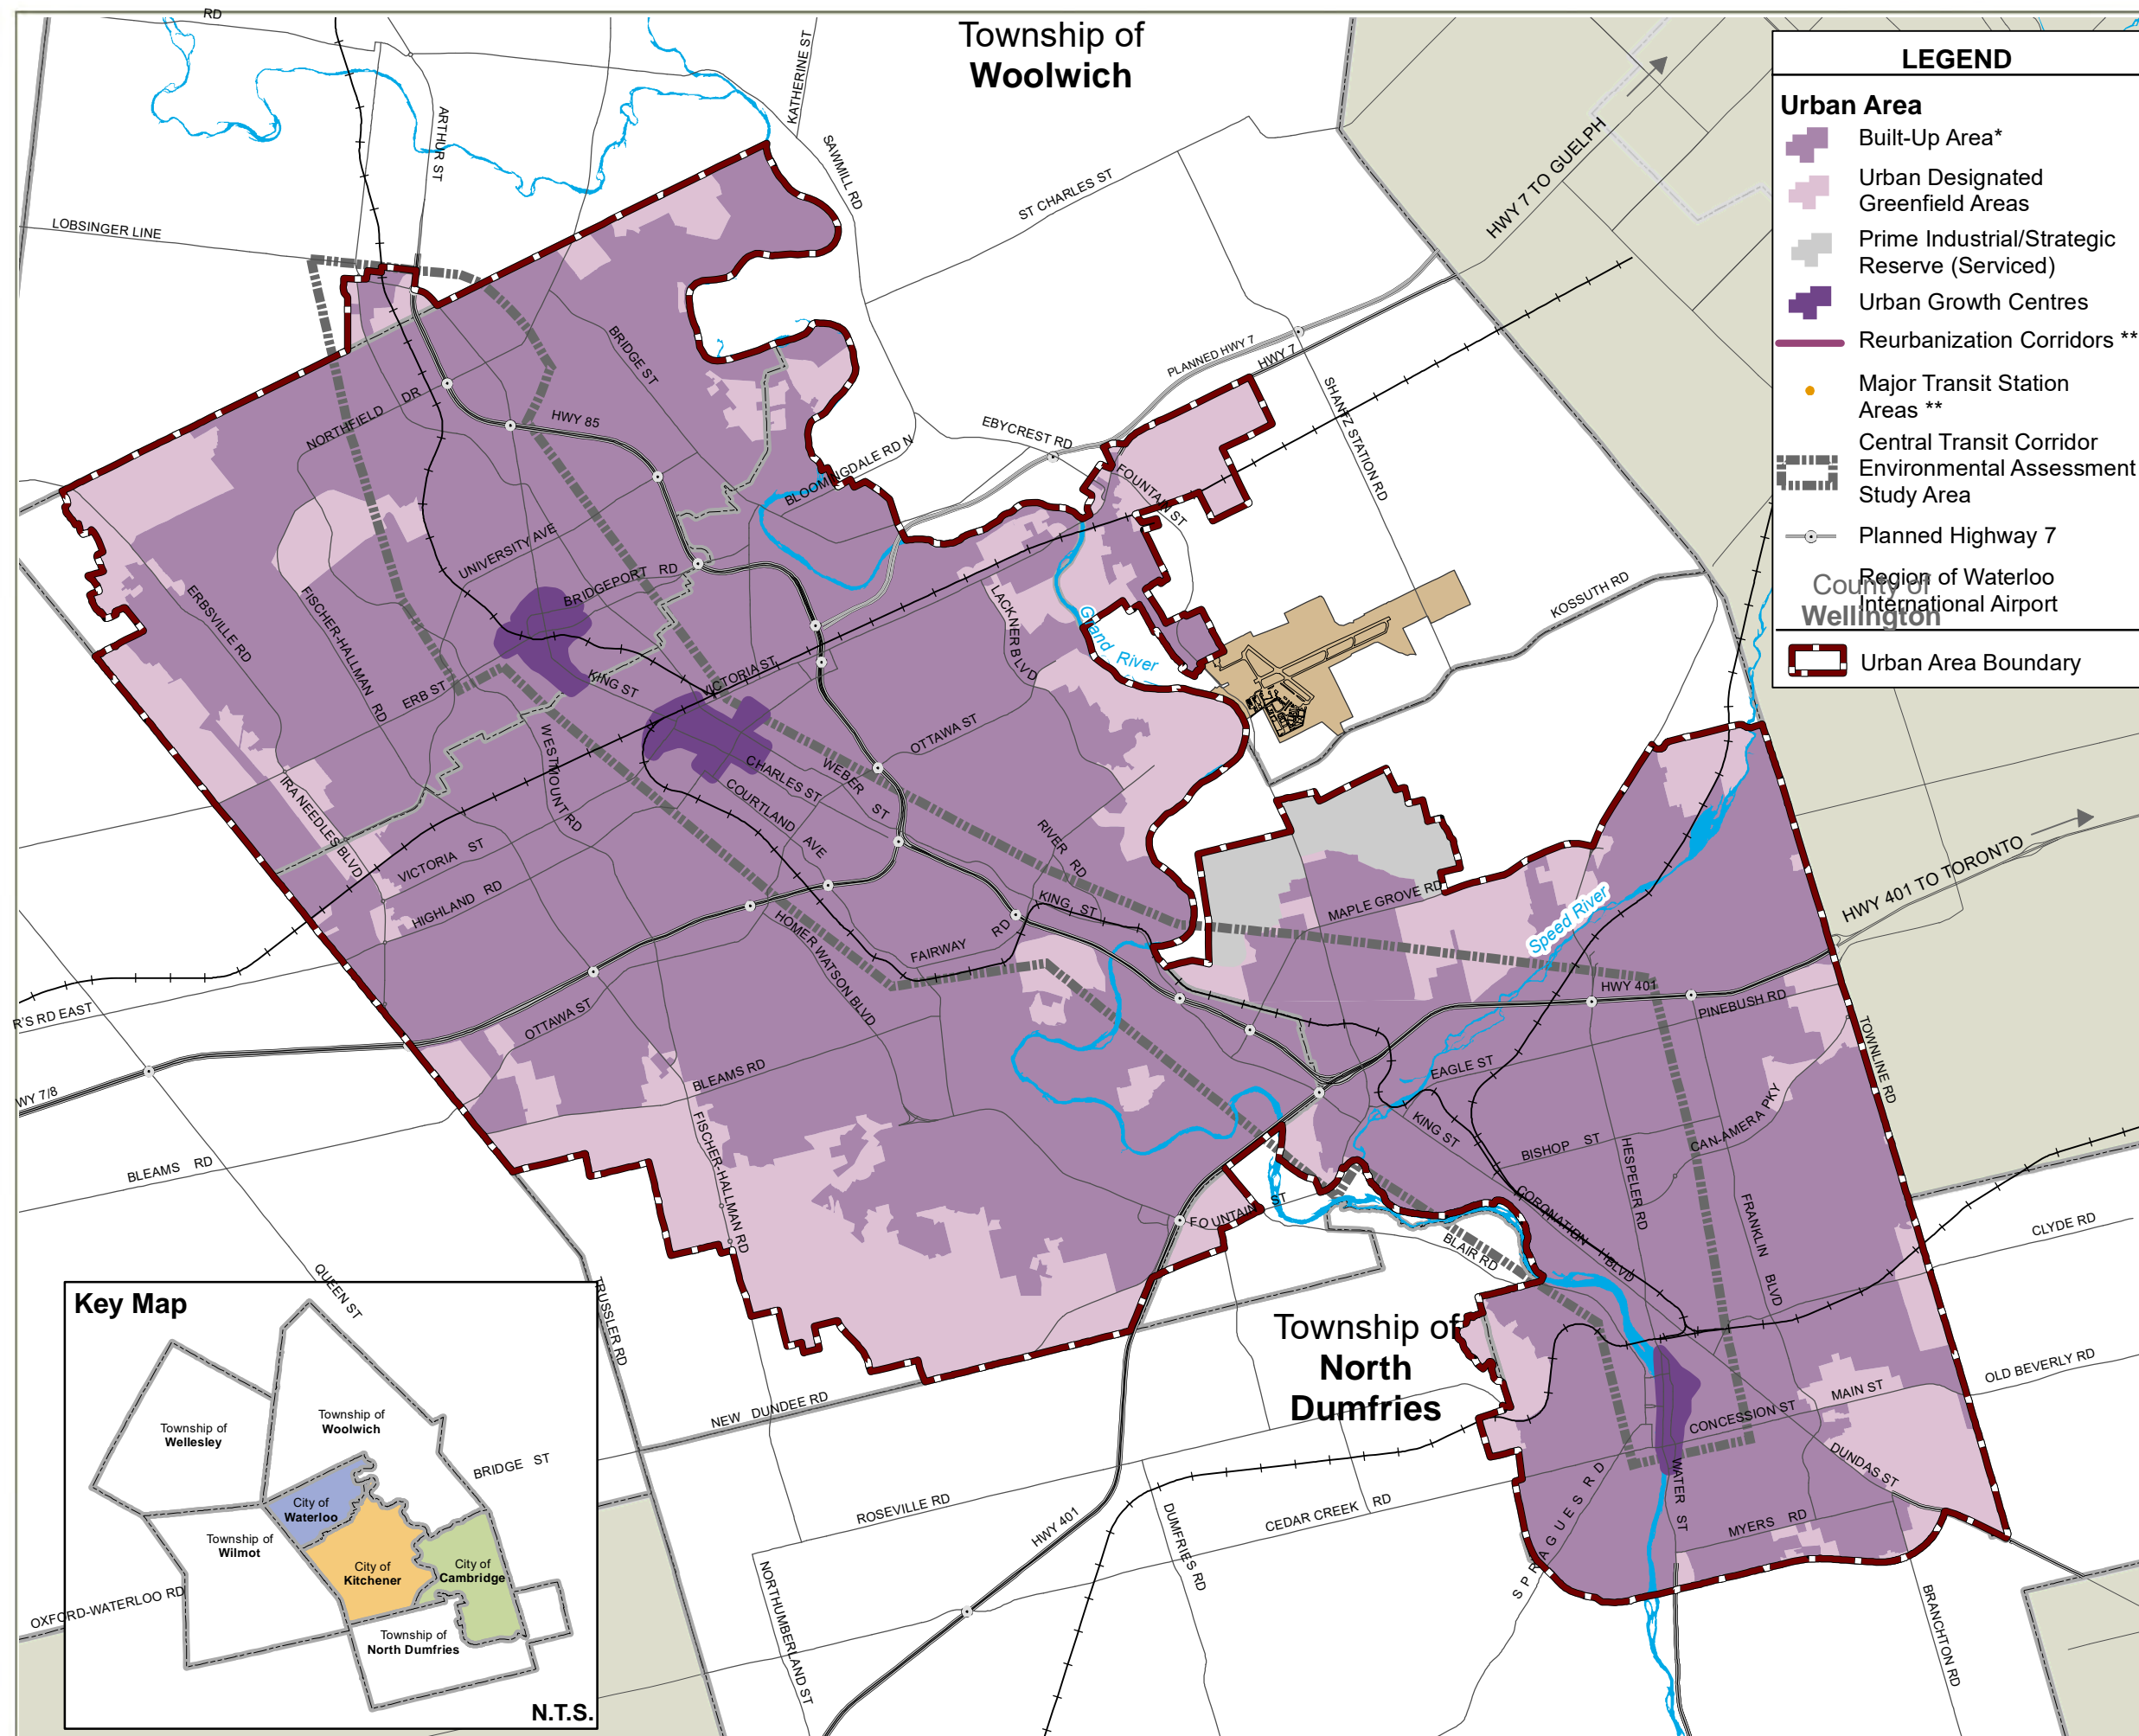 RD
Township of
Woolwich
KATHERINE ST
ARTHUR ST
SAWMILL RD
ST CHARLES ST
HWY 7 TO GUELPH
LOBSINGER LINE
LEGEND
Urban Area
Built-Up Area*
Urban Designated
Greenfield Areas
Prime Industrial/Strategic
Reserve (Serviced)
Urban Growth Centres
Reurbanization Corridors **
Major Transit Station
Areas **
Central Transit Corridor
Environmental Assessment
Study Area
Planned Highway 7
Region of Waterloo
International Airport
County of
Wellington
Urban Area Boundary
BRIDGE ST
PLANNED HWY 7
HWY 7
SHANTZ STATION RD
NORTHFIELD DR
HWY 85
EBYCREST RD
BLOOMINGDALE RD N
FOUNTAIN ST
UNIVERSITY AVE
BRIDGEPORT RD
ERBSVILLE RD
FISCHER-HALLMAN RD
LACKNER BLVD
Grand River
KOSSUTH RD
ERB ST
KING ST
VICTORIA ST
WESTMOUNT RD
OTTAWA ST
CHARLES ST
WEBER ST
COURTLAND AVE
IRA NEEDLES BLVD
VICTORIA ST
HIGHLAND RD
RIVER RD
KING ST
MAPLE GROVE RD
Speed River
HWY 401 TO TORONTO
HOMER WATSON BLVD
FAIRWAY RD
HWY 401
PINEBUSH RD
TOWNLINE RD
R'S RD EAST
OTTAWA ST
WY 7/8
BLEAMS RD
EAGLE ST
KING ST
CAN-AMERA PKY
BISHOP ST
HESPELER RD
FISCHER-HALLMAN RD
BLEAMS RD
FOUNTAIN ST
CORONATION BLVD
FRANKLIN BLVD
BLAIR RD
CLYDE RD
QUEEN ST
TRUSSLER RD
Township of
North
Dumfries
OLD BEVERLY RD
MAIN ST
CONCESSION ST
DUNDAS ST
NEW DUNDEE RD
BRIDGE ST
ROSEVILLE RD
CEDAR CREEK RD
SPRAGUES RD
WATER ST
MYERS RD
HWY 401
DUMFRIES RD
NORTHUMBERLAND ST
BRANCHTON RD
OXFORD-WATERLOO RD
Key Map
Township of
Wellesley
Township of
Woolwich
City of
Waterloo
Township of
Wilmot
City of
Kitchener
City of
Cambridge
Township of
North Dumfries
N.T.S.